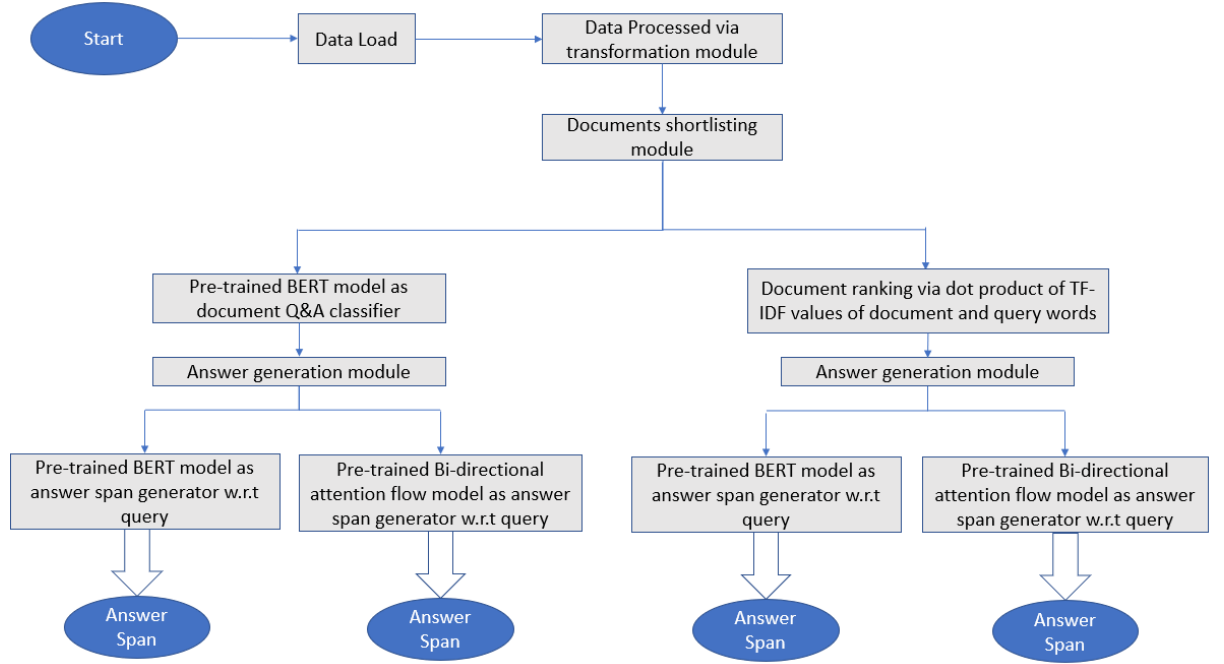 Start
Data Load
Data Processed via
transformation module
Documents shortlisting
module
Pre-trained BERT model as
document Q&A classifier
Document ranking via dot product of TF-
IDF values of document and query words
Answer generation module
Answer generation module
Pre-trained BERT model as
answer span generator w.r.t
query
Pre-trained Bi-directional
attention flow model as answer
span generator w.r.t query
Pre-trained BERT model as
answer span generator w.r.t
query
Pre-trained Bi-directional
attention flow model as answer
span generator w.r.t query
Answer
Span
Answer
Span
Answer
Span
Answer
Span